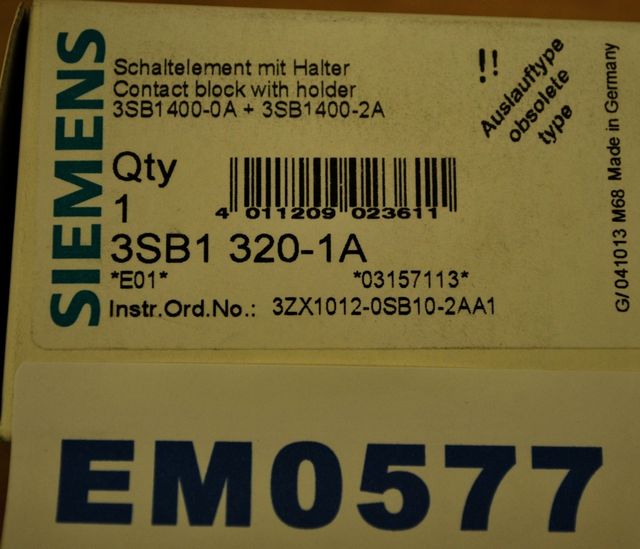 SIEMENS
Schaltelement mit Halter
Contact block with holder
3SB1400-0A + 3SB1400-2A
!!
Auslauftype
obsolete
type
Qty
1
4 011209 023611
3SB1 320-1A
*E01*
*03157113*
Instr.Ord.No.: 3ZX1012-0SB10-2AA1
G/041013 M68 Made in Germany
EM0577